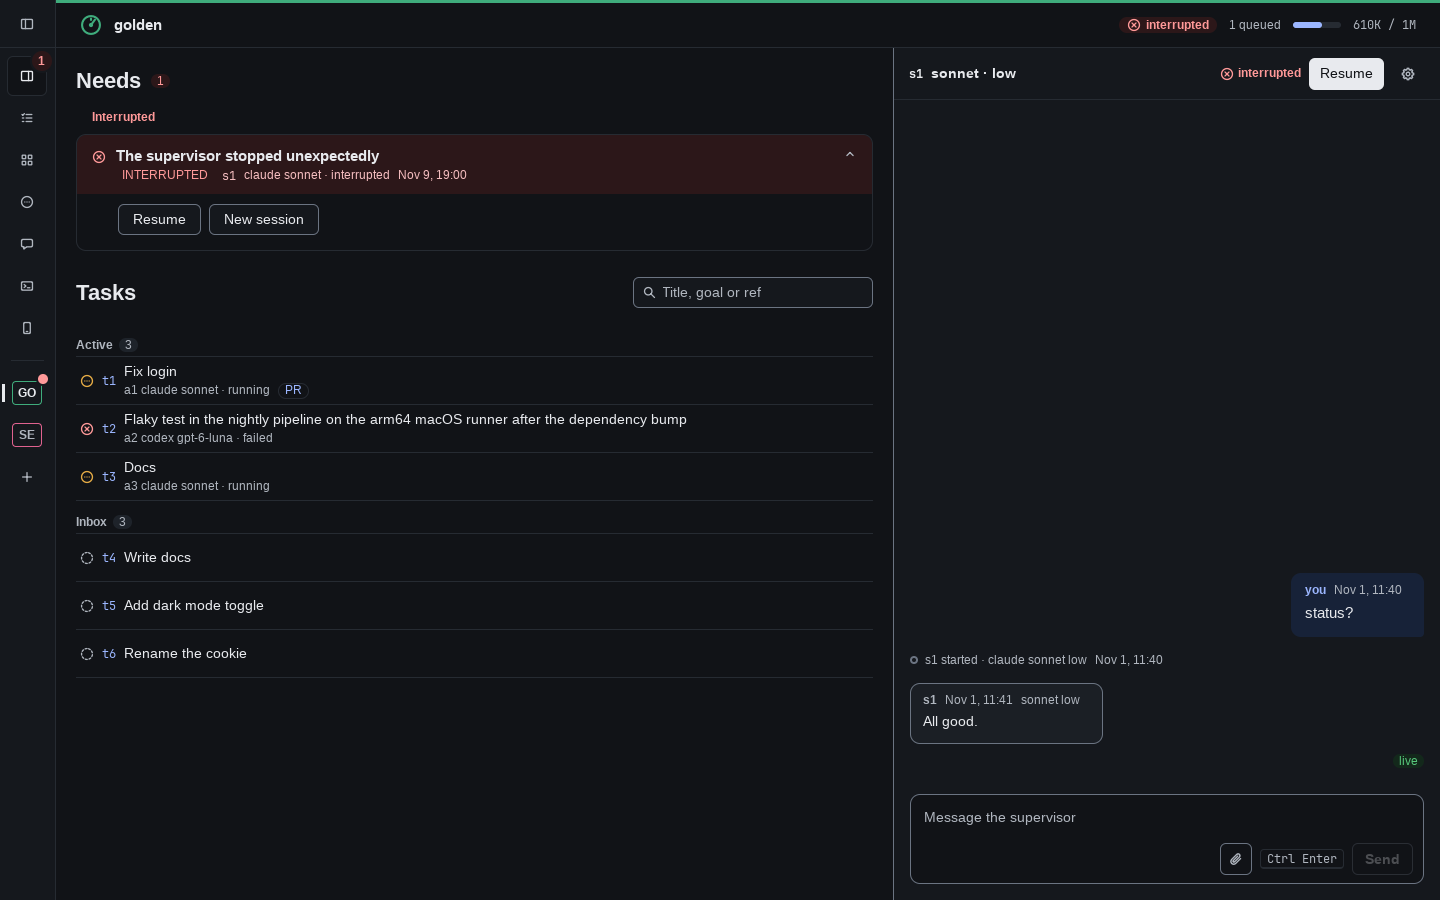 golden
interrupted
1 queued
610K / 1M
1
GO
SE
Needs 1
Interrupted
The supervisor stopped unexpectedly
INTERRUPTED s1 claude sonnet · interrupted Nov 9, 19:00
Resume
New session
Tasks
Title, goal or ref
Active 3
t1 Fix login
a1 claude sonnet · running PR
t2 Flaky test in the nightly pipeline on the arm64 macOS runner after the dependency bump
a2 codex gpt-6-luna · failed
t3 Docs
a3 claude sonnet · running
Inbox 3
t4 Write docs
t5 Add dark mode toggle
t6 Rename the cookie
s1 sonnet · low
interrupted
Resume
you Nov 1, 11:40
status?
s1 started · claude sonnet low Nov 1, 11:40
s1 Nov 1, 11:41 sonnet low
All good.
live
Message the supervisor
Ctrl Enter
Send